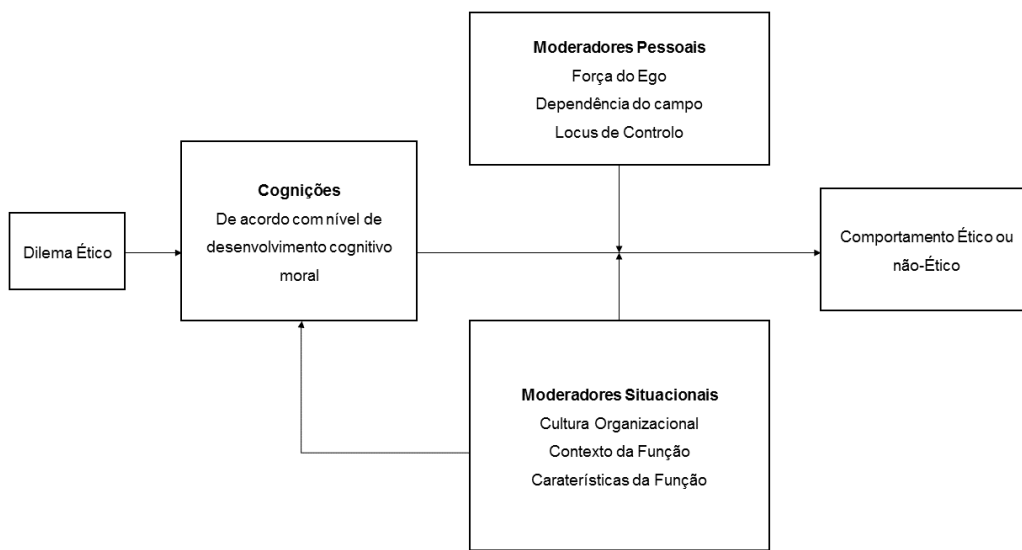 Moderadores Pessoais
Força do Ego
Dependência do campo
Locus de Controlo
Dilema Ético
Cognições
De acordo com nível de
desenvolvimento cognitivo
moral
Comportamento Ético ou
não-Ético
Moderadores Situacionais
Cultura Organizacional
Contexto da Função
Caraterísticas da Função